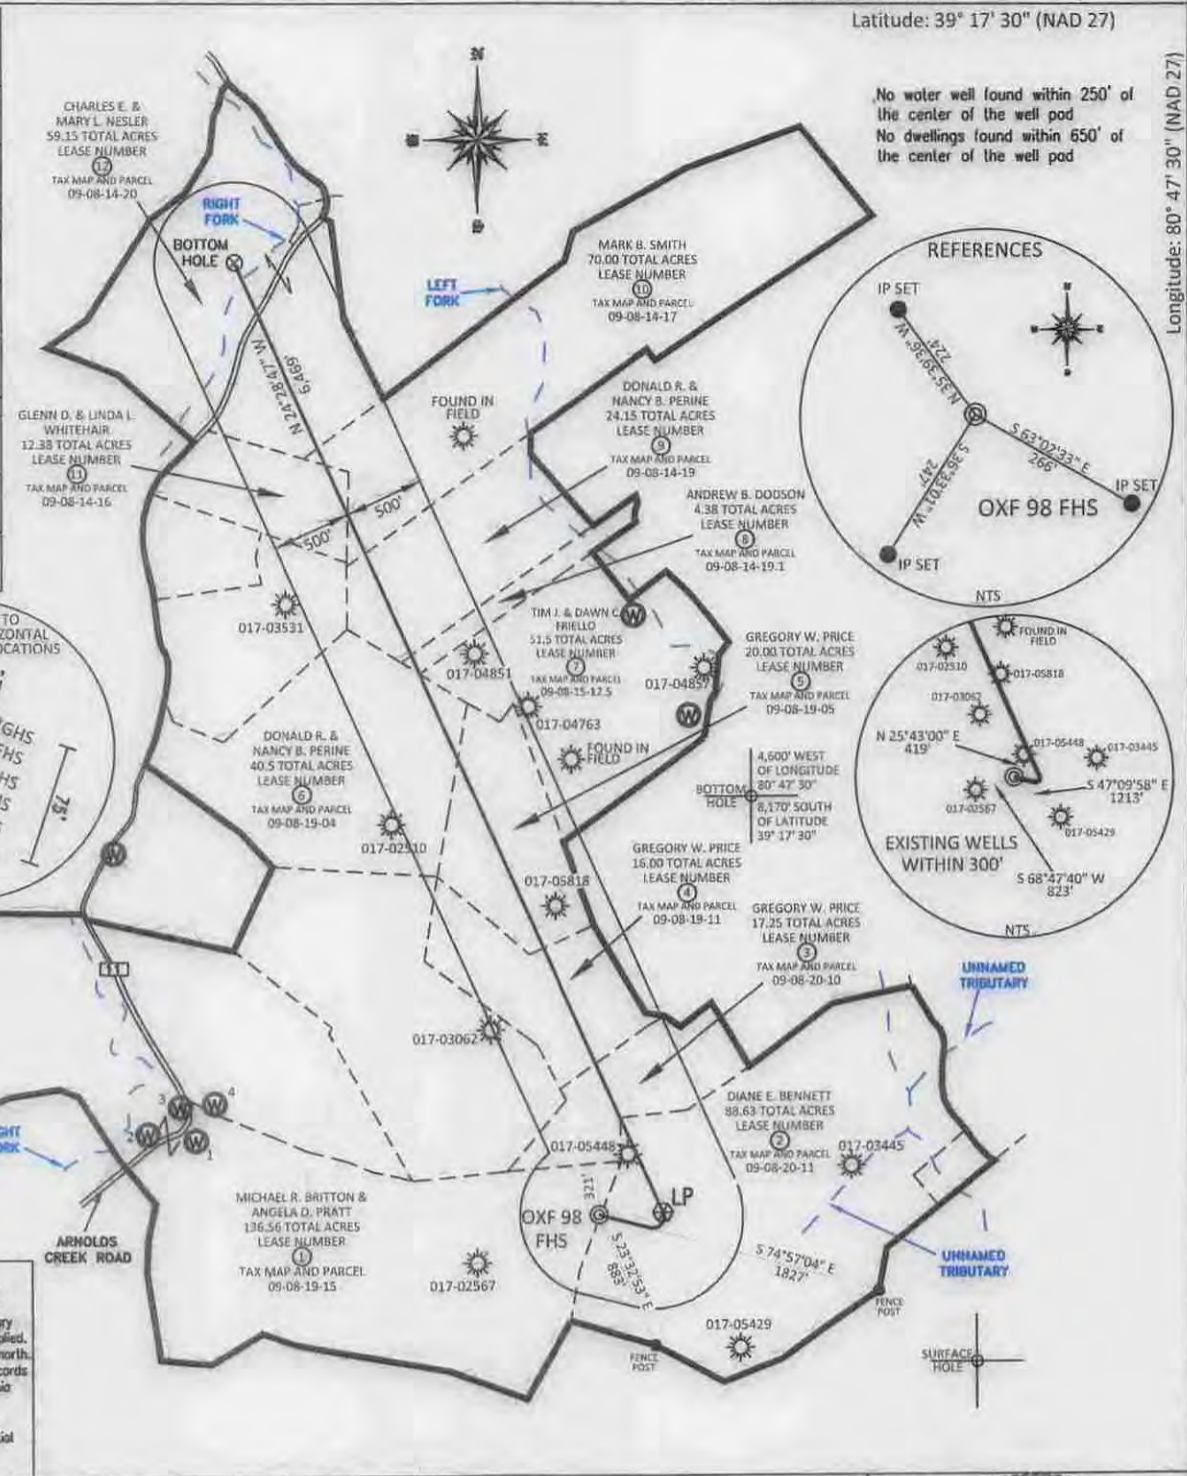 Latitude: 39° 17' 30" (NAD 27)
Longitude: 80° 47' 30" (NAD 27)
No water well found within 250' of
the center of the well pad
No dwellings found within 650' of
the center of the well pad
CHARLES E. &
MARY L. NESLER
59.15 TOTAL ACRES
LEASE NUMBER
12
TAX MAP AND PARCEL
09-08-14-20
RIGHT
FORK
BOTTOM
HOLE
LEFT
FORK
MARK B. SMITH
70.00 TOTAL ACRES
LEASE NUMBER
10
TAX MAP AND PARCEL
09-08-14-17
REFERENCES
IP SET
N 35°39'36" W
224'
S 63°02'33" E
266'
IP SET
S 36°33'01" W
247'
OXF 98 FHS
IP SET
NTS
N 24°28'47" W
6,469'
GLENN D. & LINDA L.
WHITEHAIR
12.38 TOTAL ACRES
LEASE NUMBER
11
TAX MAP AND PARCEL
09-08-14-16
FOUND IN
FIELD
DONALD R. &
NANCY B. PERINE
24.15 TOTAL ACRES
LEASE NUMBER
9
TAX MAP AND PARCEL
09-08-14-19
500'
500'
ANDREW B. DODSON
4.38 TOTAL ACRES
LEASE NUMBER
8
TAX MAP AND PARCEL
09-08-14-19.1
017-03531
TIM J. & DAWN C.
FRIELLO
51.5 TOTAL ACRES
LEASE NUMBER
7
TAX MAP AND PARCEL
09-08-15-12.5
W
017-04851
017-04857
W
017-04763
FOUND IN
FIELD
GREGORY W. PRICE
20.00 TOTAL ACRES
LEASE NUMBER
5
TAX MAP AND PARCEL
09-08-19-05
TO
ZONTAL
OCATIONS
GHS
FHS
HS
75'
DONALD R. &
NANCY B. PERINE
40.5 TOTAL ACRES
LEASE NUMBER
6
TAX MAP AND PARCEL
09-08-19-04
017-02510
W
BOTTOM
HOLE
4,600' WEST
OF LONGITUDE
80° 47' 30"
8,170' SOUTH
OF LATITUDE
39° 17' 30"
FOUND IN
FIELD
017-02510
017-05818
017-03062
N 25°43'00" E
419'
017-05448
017-03445
S 47°09'58" E
1213'
017-02567
017-05429
EXISTING WELLS
WITHIN 300'
S 68°47'40" W
823'
NTS
017-05818
GREGORY W. PRICE
16.00 TOTAL ACRES
LEASE NUMBER
4
TAX MAP AND PARCEL
09-08-19-11
GREGORY W. PRICE
17.25 TOTAL ACRES
LEASE NUMBER
3
TAX MAP AND PARCEL
09-08-20-10
UNNAMED
TRIBUTARY
11
017-03062
3 W
W 4
2 W
W 1
GHT
ORK
ARNOLDS
CREEK ROAD
DIANE E. BENNETT
88.63 TOTAL ACRES
LEASE NUMBER
2
TAX MAP AND PARCEL
09-08-20-11
017-03445
017-05448
321'
OXF 98
FHS
LP
S 23°32'53" E
883'
S 74°57'04" E
1827'
MICHAEL R. BRITTON &
ANGELA D. PRATT
136.56 TOTAL ACRES
LEASE NUMBER
1
TAX MAP AND PARCEL
09-08-19-15
017-02567
UNNAMED
TRIBUTARY
FENCE
POST
017-05429
FENCE
POST
SURFACE
HOLE
ry
plied.
north.
cords